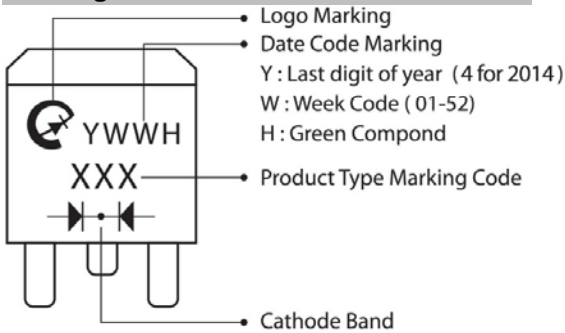 Logo Marking
Date Code Marking
Y : Last digit of year (4 for 2014)
W : Week Code ( 01-52)
H : Green Compond
YWWH
XXX
Product Type Marking Code
Cathode Band